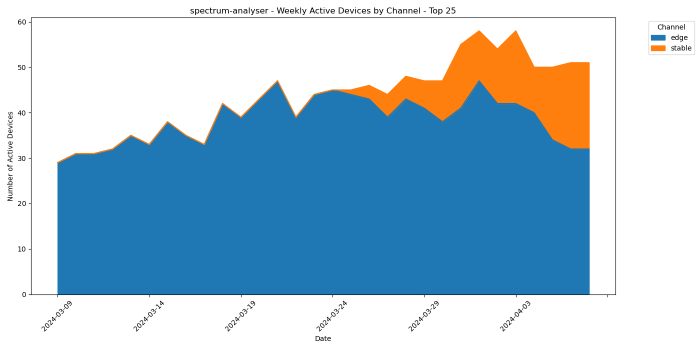 spectrum-analyser - Weekly Active Devices by Channel - Top 25
Channel
edge
stable
Number of Active Devices
60
50
40
30
20
10
0
2024-03-09
2024-03-14
2024-03-19
2024-03-24
2024-03-29
2024-04-03
Date